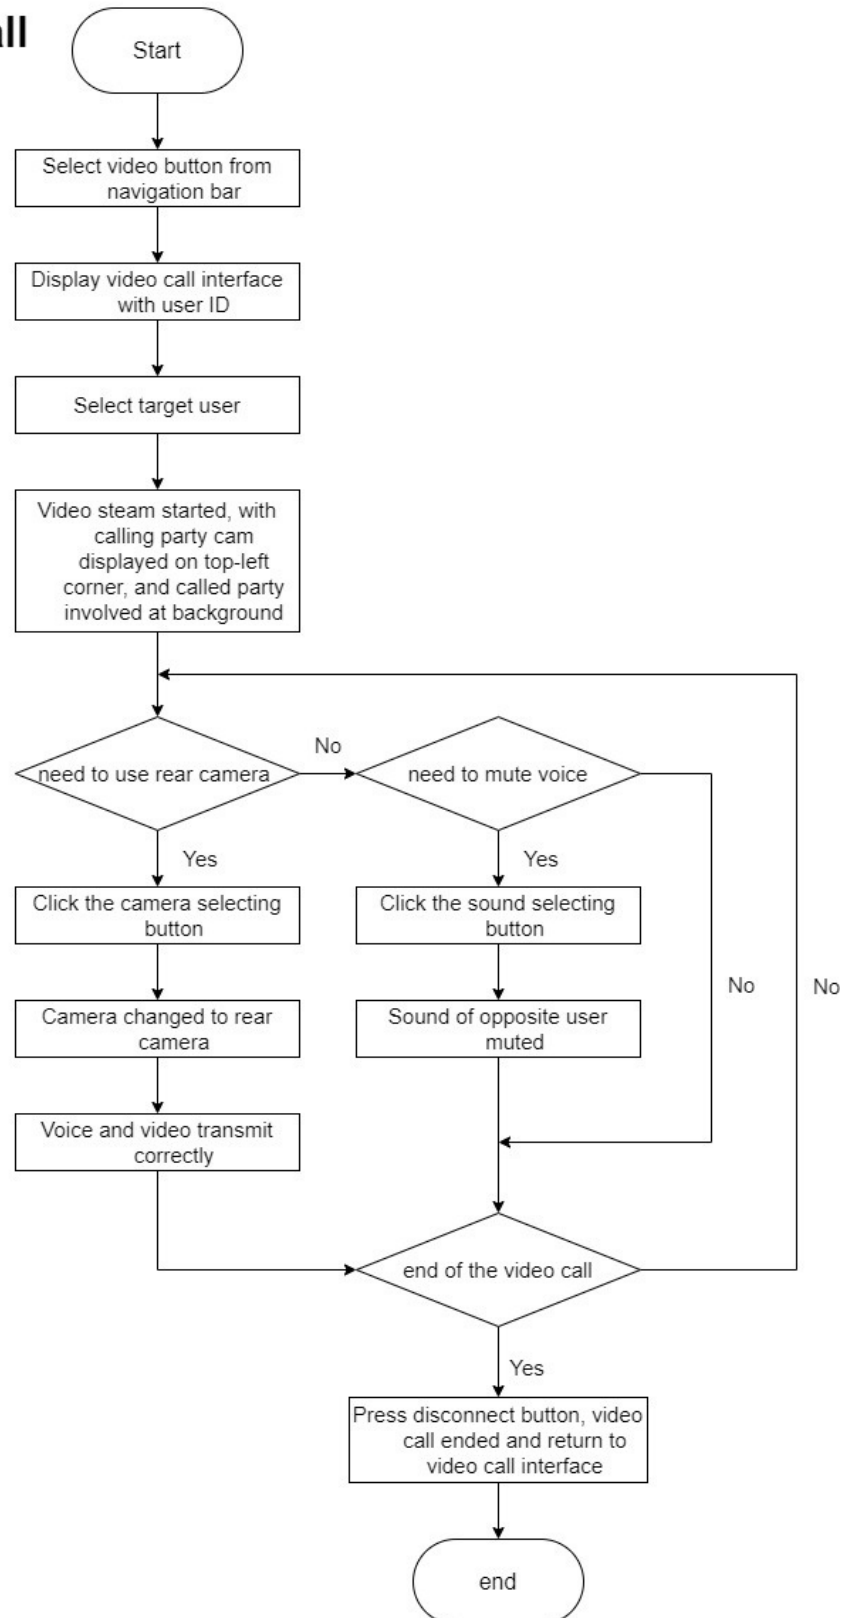 all
Start
Select video button from
navigation bar
Display video call interface
with user ID
Select target user
Video steam started, with
calling party cam
displayed on top-left
corner, and called party
involved at background
need to use rear camera
No
need to mute voice
Yes
Yes
Click the camera selecting
button
Click the sound selecting
button
No
No
Camera changed to rear
camera
Sound of opposite user
muted
Voice and video transmit
correctly
end of the video call
Yes
Press disconnect button, video
call ended and return to
video call interface
end